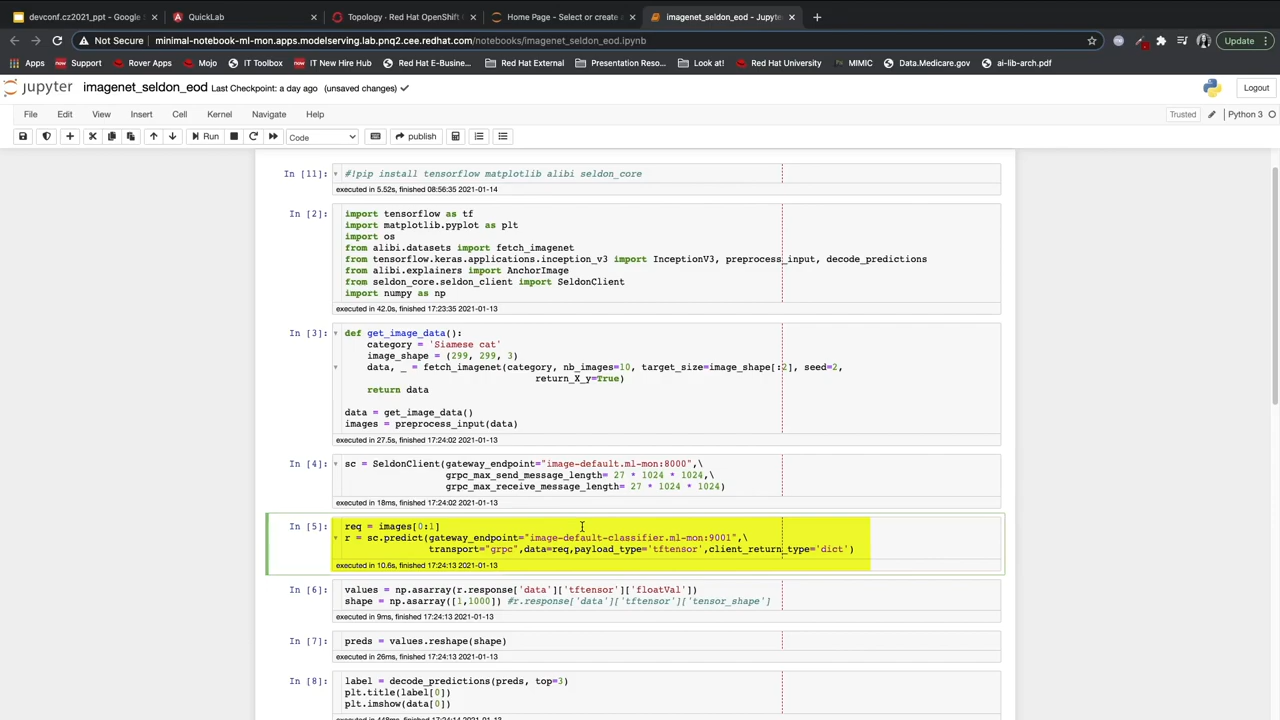 devconf.cz2021_ppt - Google
QuickLab
Topology · Red Hat OpenShift
Home Page - Select or create a
imagenet_seldon_eod - Jupyte
Not Secure
minimal-notebook-ml-mon.apps.modelserving.lab.pnq2.cee.redhat.com/notebooks/imagenet_seldon_eod.ipynb
Update
Apps
Support
Rover Apps
Mojo
IT Toolbox
IT New Hire Hub
Red Hat E-Busine...
Red Hat External
Presentation Reso...
Look at!
Red Hat University
MIMIC
Data.Medicare.gov
ai-lib-arch.pdf
jupyter
imagenet_seldon_eod
Last Checkpoint: a day ago
(unsaved changes)
Logout
File
Edit
View
Insert
Cell
Kernel
Navigate
Help
Trusted
Python 3
Run
Code
publish
In [11]:
#!pip install tensorflow matplotlib alibi seldon_core
executed in 5.52s, finished 08:56:35 2021-01-14
In [2]:
import tensorflow as tf
import matplotlib.pyplot as plt
import os
from alibi.datasets import fetch_imagenet
from tensorflow.keras.applications.inception_v3 import InceptionV3, preprocess_input, decode_predictions
from alibi.explainers import AnchorImage
from seldon_core.seldon_client import SeldonClient
import numpy as np
executed in 42.0s, finished 17:23:35 2021-01-13
In [3]:
def get_image_data():
category = 'Siamese cat'
image_shape = (299, 299, 3)
data, _ = fetch_imagenet(category, nb_images=10, target_size=image_shape[:2], seed=2,
return_X_y=True)
return data
data = get_image_data()
images = preprocess_input(data)
executed in 27.5s, finished 17:24:02 2021-01-13
In [4]:
sc = SeldonClient(gateway_endpoint="image-default.ml-mon:8000",\
grpc_max_send_message_length= 27 * 1024 * 1024,\
grpc_max_receive_message_length= 27 * 1024 * 1024)
executed in 18ms, finished 17:24:02 2021-01-13
In [5]:
req = images[0:1]
r = sc.predict(gateway_endpoint="image-default-classifier.ml-mon:9001",\
transport="grpc",data=req,payload_type='tftensor',client_return_type='dict')
executed in 10.6s, finished 17:24:13 2021-01-13
In [6]:
values = np.asarray(r.response['data']['tftensor']['floatVal'])
shape = np.asarray([1,1000]) #r.response['data']['tftensor']['tensor_shape']
executed in 9ms, finished 17:24:13 2021-01-13
In [7]:
preds = values.reshape(shape)
executed in 26ms, finished 17:24:13 2021-01-13
In [8]:
label = decode_predictions(preds, top=3)
plt.title(label[0])
plt.imshow(data[0])
executed in 448ms, finished 17:24:14 2021-01-13